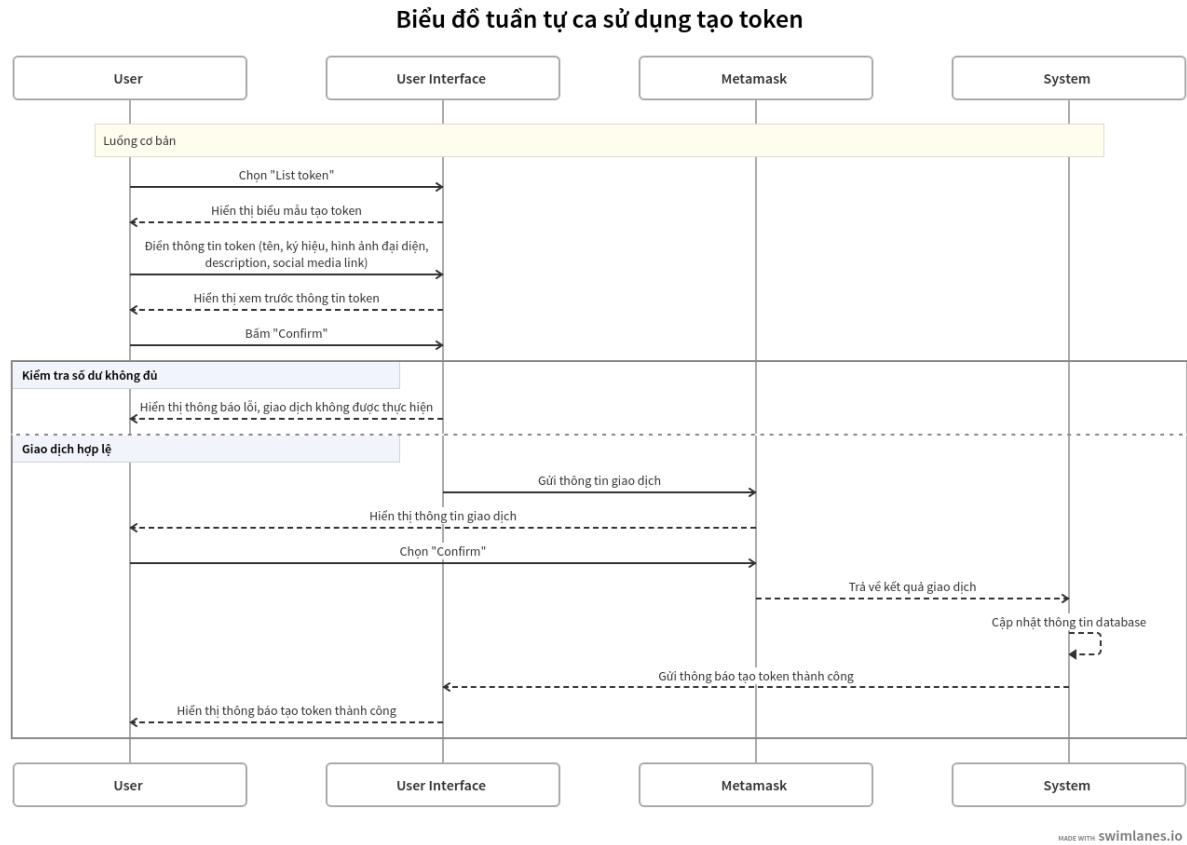 Biểu đồ tuần tự ca sử dụng tạo token
User
User Interface
Metamask
System
Luồng cơ bản
Chọn "List token"
Hiển thị biểu mẫu tạo token
Điền thông tin token (tên, ký hiệu, hình ảnh đại diện,
description, social media link)
Hiển thị xem trước thông tin token
Bấm "Confirm"
Kiểm tra số dư không đủ
Hiển thị thông báo lỗi, giao dịch không được thực hiện
Giao dịch hợp lệ
Gửi thông tin giao dịch
Hiển thị thông tin giao dịch
Chọn "Confirm"
Trả về kết quả giao dịch
Cập nhật thông tin database
Gửi thông báo tạo token thành công
Hiển thị thông báo tạo token thành công
User
User Interface
Metamask
System
MADE WITH swimlanes.io